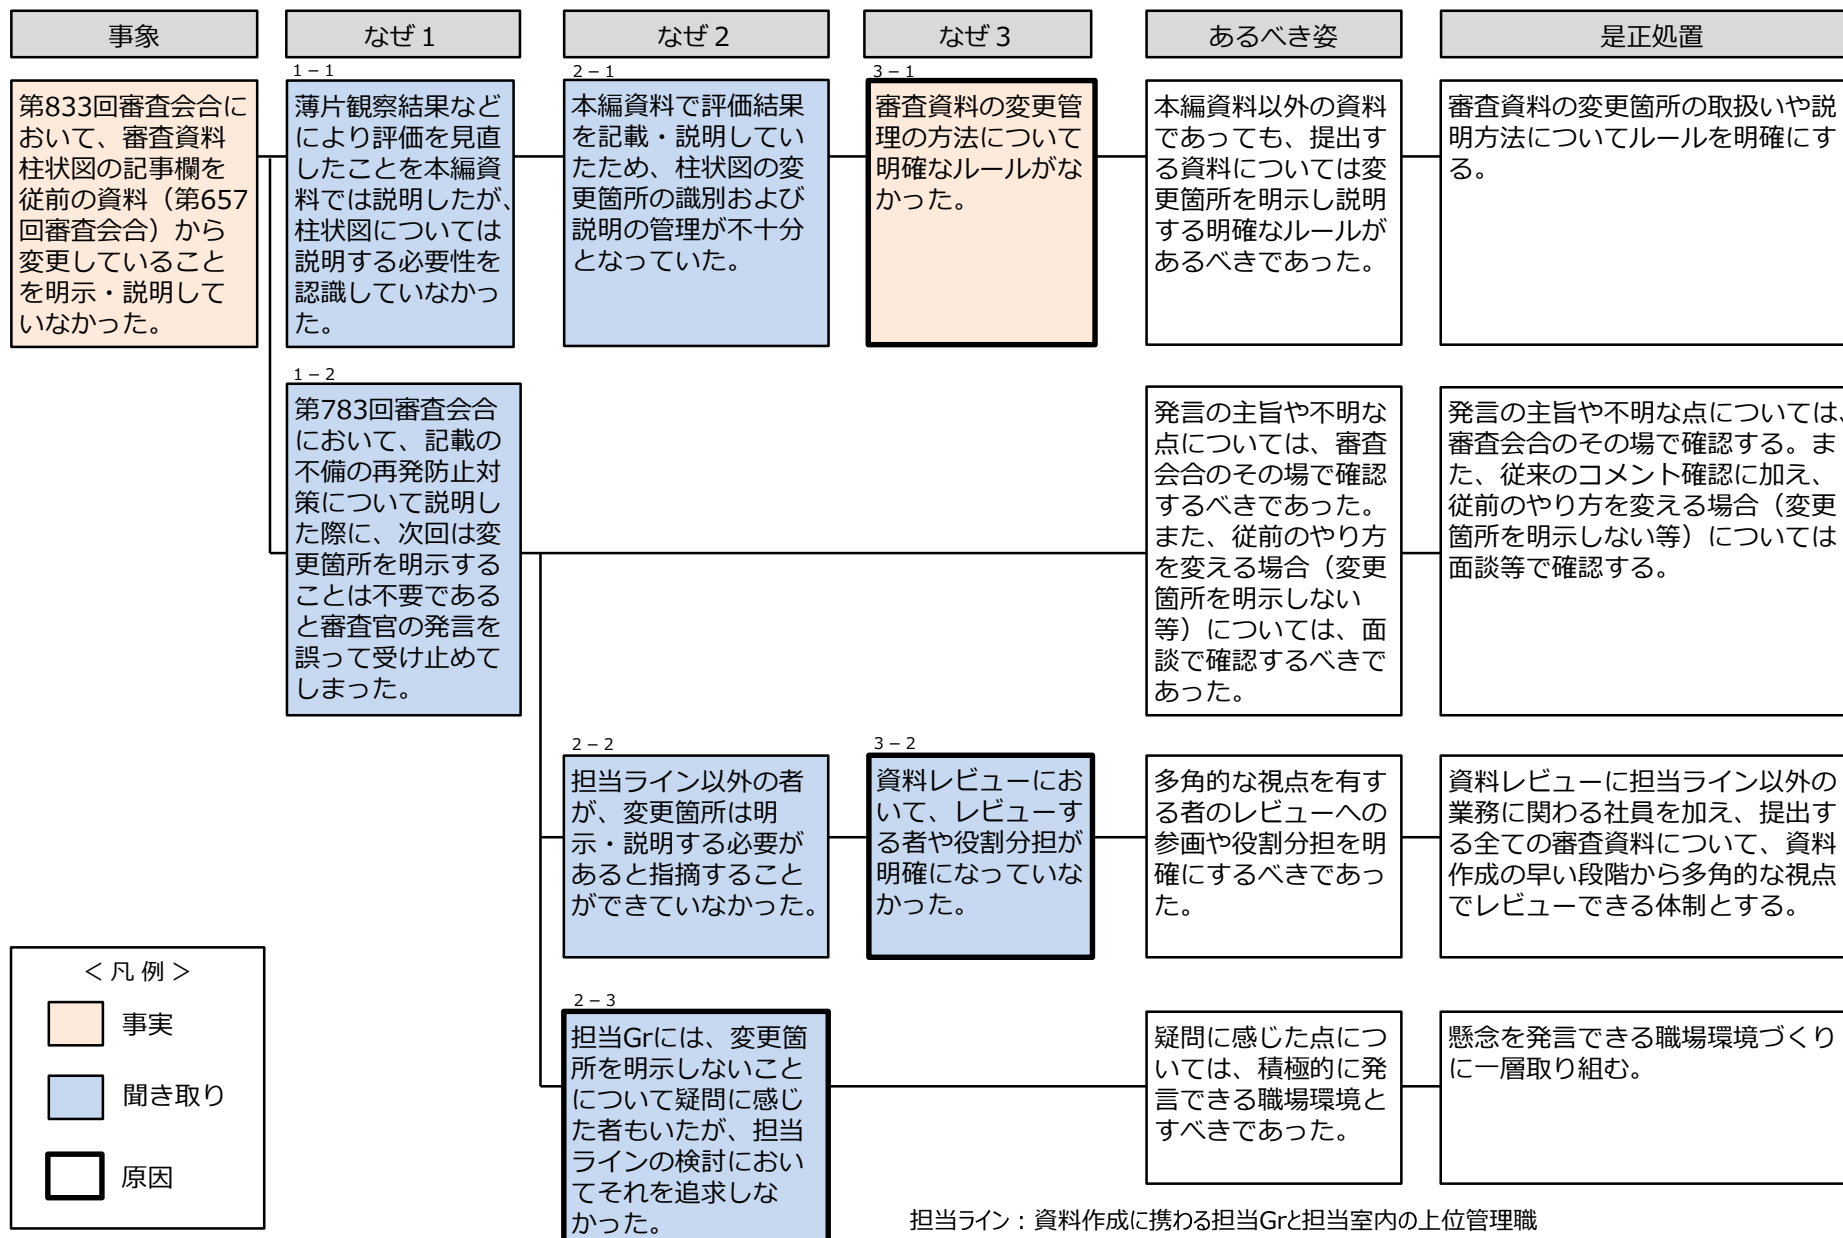 事象
なぜ１
なぜ２
なぜ３
あるべき姿
是正処置
第833回審査会合に
おいて、審査資料
柱状図の記事欄を
従前の資料（第657
回審査会合）から
変更していること
を明示・説明して
いなかった。
１－１
薄片観察結果など
により評価を見直
したことを本編資
料では説明したが、
柱状図については
説明する必要性を
認識していなかっ
た。
２－１
本編資料で評価結果
を記載・説明してい
たため、柱状図の変
更箇所の識別および
説明の管理が不十分
となっていた。
３－１
審査資料の変更管
理の方法について
明確なルールがな
かった。
本編資料以外の資料
であっても、提出す
る資料については変
更箇所を明示し説明
する明確なルールが
あるべきであった。
審査資料の変更箇所の取扱いや説
明方法についてルールを明確にす
る。
１－２
第783回審査会合
において、記載の
不備の再発防止対
策について説明し
た際に、次回は変
更箇所を明示する
ことは不要である
と審査官の発言を
誤って受け止めて
しまった。
発言の主旨や不明な
点については、審査
会合のその場で確認
するべきであった。
また、従前のやり方
を変える場合（変更
箇所を明示しない
等）については、面
談で確認するべきで
あった。
発言の主旨や不明な点については、
審査会合のその場で確認する。ま
た、従来のコメント確認に加え、
従前のやり方を変える場合（変更
箇所を明示しない等）については
面談等で確認する。
２－２
担当ライン以外の者
が、変更箇所は明
示・説明する必要が
あると指摘すること
ができていなかった。
３－２
資料レビューにお
いて、レビューす
る者や役割分担が
明確になっていな
かった。
多角的な視点を有す
る者のレビューへの
参画や役割分担を明
確にするべきであっ
た。
資料レビューに担当ライン以外の
業務に関わる社員を加え、提出す
る全ての審査資料について、資料
作成の早い段階から多角的な視点
でレビューできる体制とする。
２－３
担当Grには、変更箇
所を明示しないこと
について疑問に感じ
た者もいたが、担当
ラインの検討におい
てそれを追求しな
かった。
疑問に感じた点につ
いては、積極的に発
言できる職場環境と
すべきであった。
懸念を発言できる職場環境づくり
に一層取り組む。
＜凡例＞
事実
聞き取り
原因
担当ライン：資料作成に携わる担当Grと担当室内の上位管理職